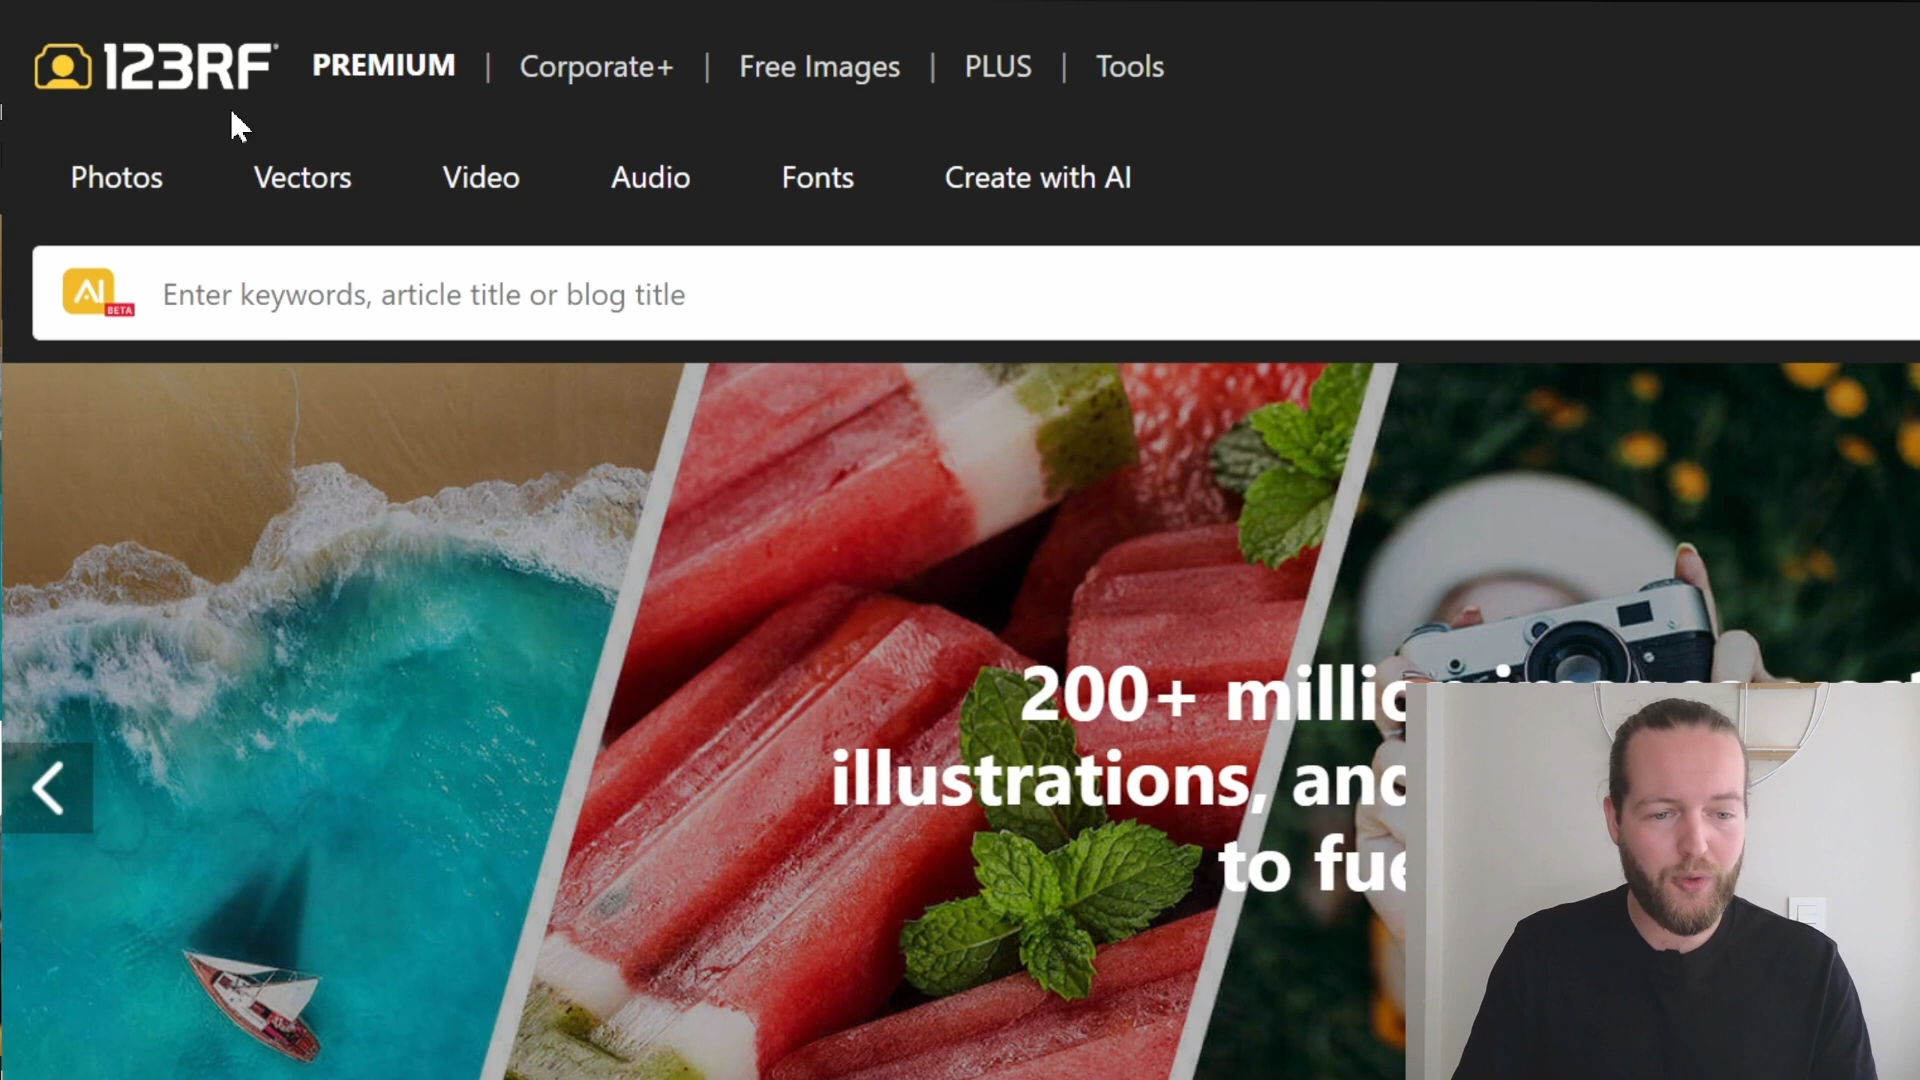 123RF PREMIUM | Corporate+ | Free Images | PLUS | Tools
Photos Vectors Video Audio Fonts Create with AI
AI BETA Enter keywords, article title or blog title
200+
illustrations,
to